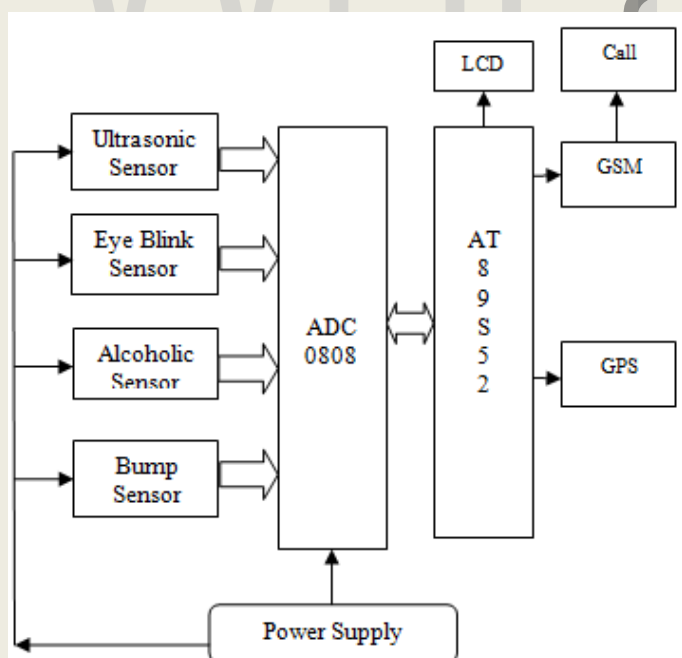 LCD
Call
Ultrasonic
Sensor
GSM
Eye Blink
Sensor
AT
8
9
S
5
2
ADC
0808
Alcoholic
Sensor
GPS
Bump
Sensor
Power Supply